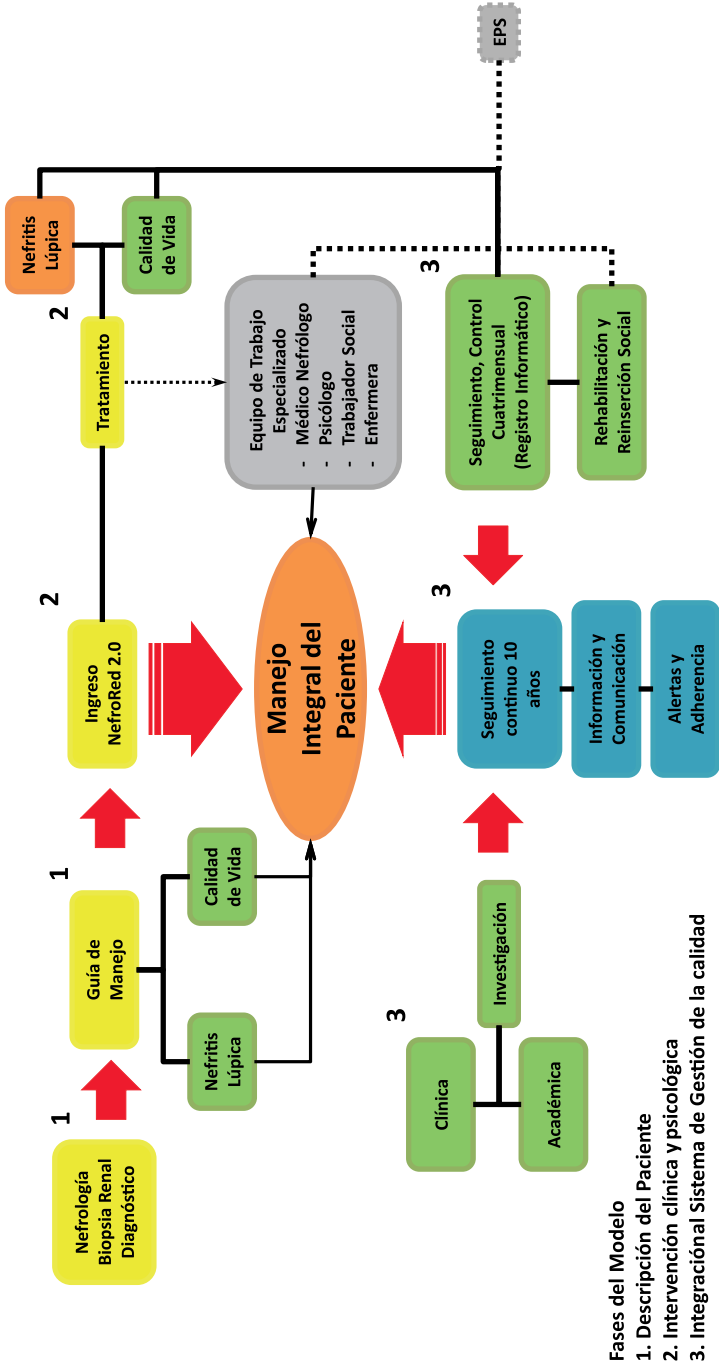 1
Nefrología
Biopsia Renal
Diagnóstico
1
Guía de
Manejo
Nefritis
Lúpica
Calidad
de Vida
2
Ingreso
NefroRed 2.0
2
Tratamiento
Nefritis
Lúpica
Calidad
de Vida
Manejo
Integral del
Paciente
Equipo de Trabajo
Especializado
- Médico Nefrólogo
- Psicólogo
- Trabajador Social
- Enfermera
3
Clínica
Académica
Investigación
3
Seguimiento
contínuo 10
años
Información y
Comunicación
Alertas y
Adherencia
3
Seguimiento, Control
Cuatrimensual
(Registro Informático)
Rehabilitación y
Reinserción Social
EPS
Fases del Modelo
1. Descripción del Paciente
2. Intervención clínica y psicológica
3. Integraciónal Sistema de Gestión de la calidad